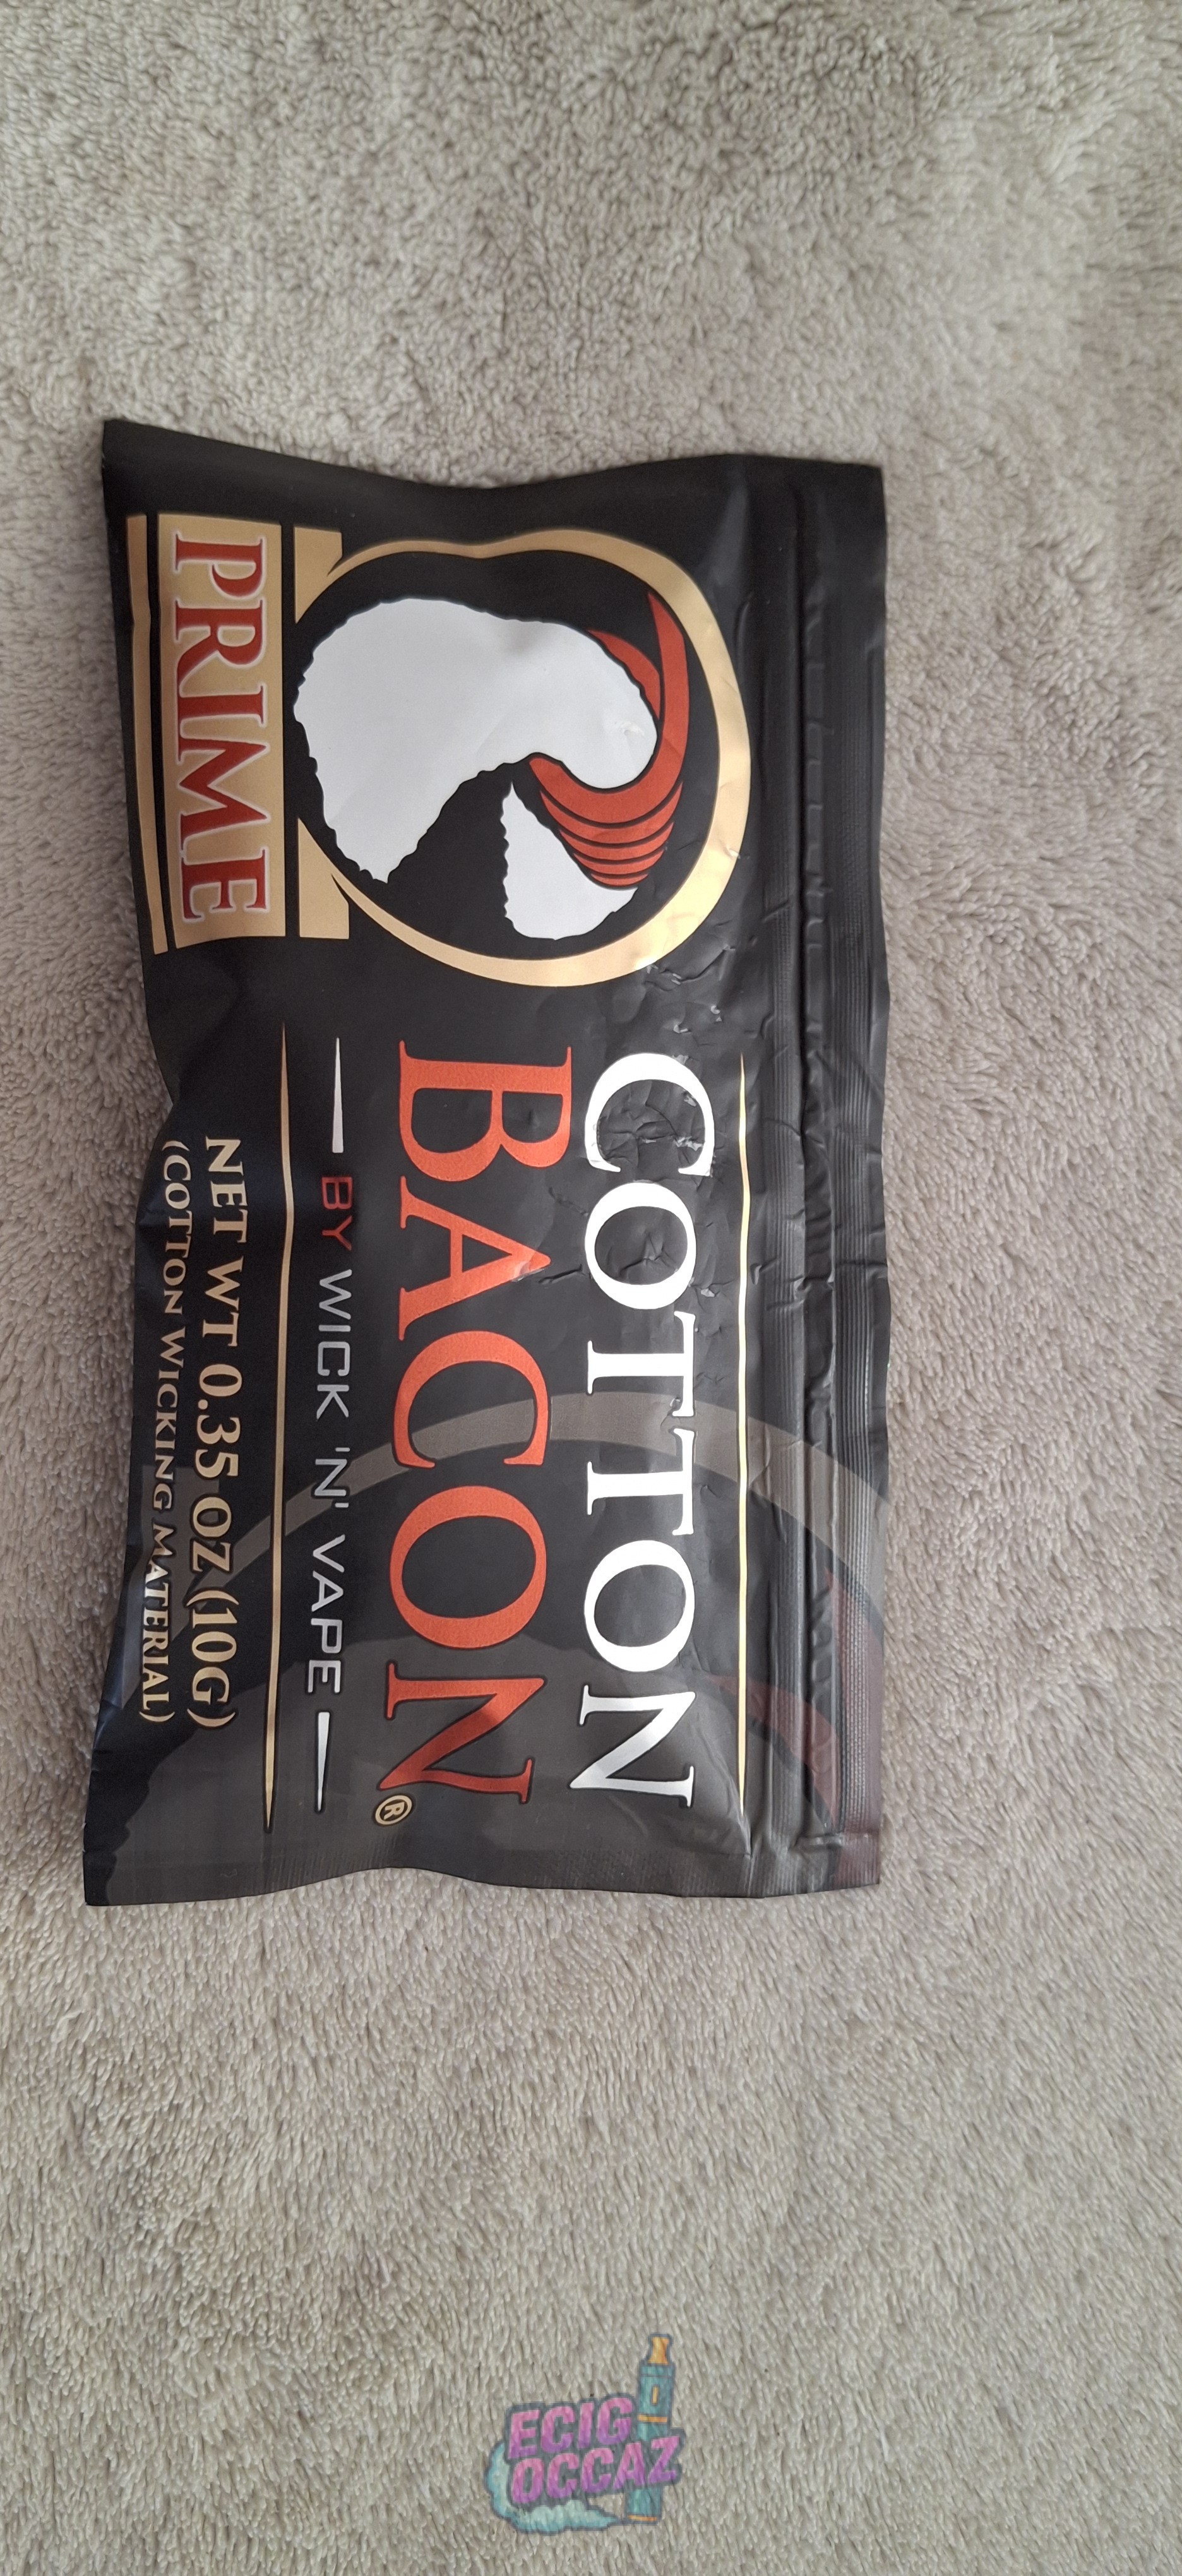 PRIME
COTTON
BACON®
BY WICK 'N' VAPE
NET WT 0.35 OZ (10G)
(COTTON WICKING MATERIAL)
ECIG
OCCAZ